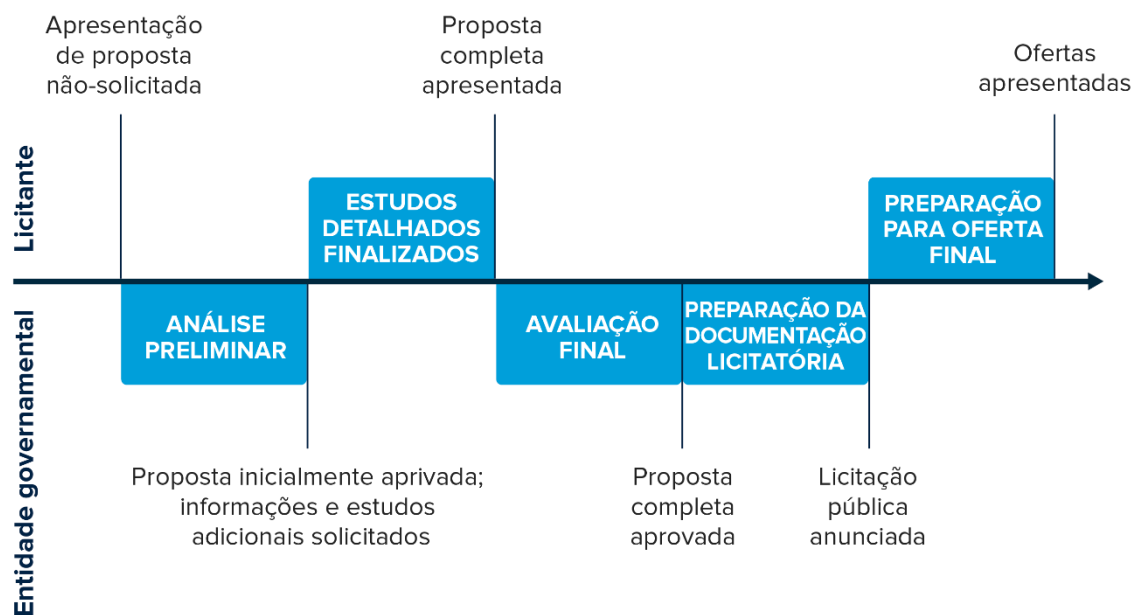 Apresentação
de proposta
não-solicitada
Proposta
completa
apresentada
Ofertas
apresentadas
Licitante
ESTUDOS
DETALHADOS
FINALIZADOS
PREPARAÇÃO
PARA OFERTA
FINAL
Entidade governamental
ANÁLISE
PRELIMINAR
AVALIAÇÃO
FINAL
PREPARAÇÃO DA
DOCUMENTAÇÃO
LICITATÓRIA
Proposta inicialmente aprivada;
informações e estudos
adicionais solicitados
Proposta
completa
aprovada
Licitação
pública
anunciada